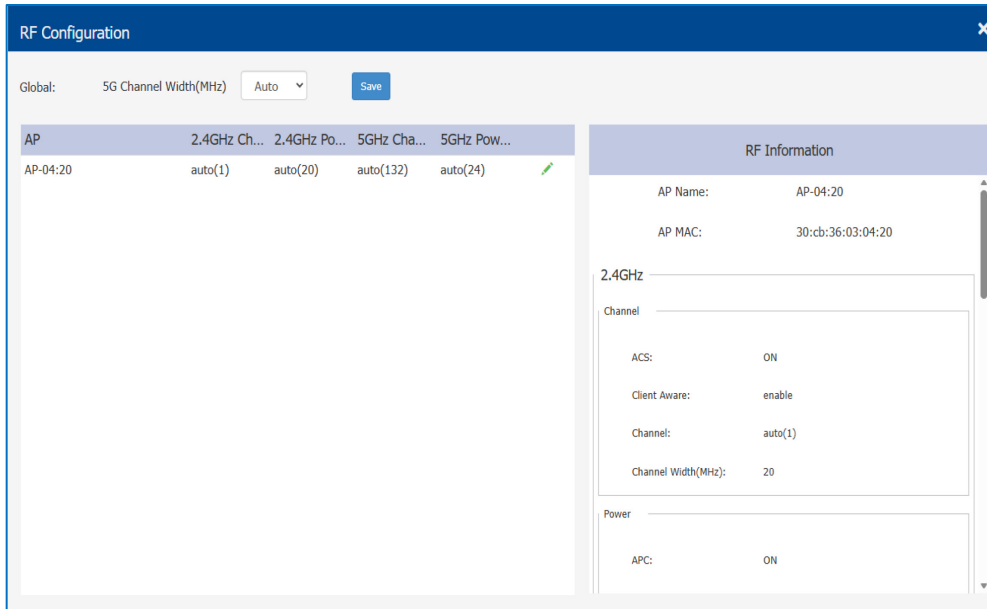 RF Configuration
Global: 5G Channel Width(MHz) Auto Save
AP 2.4GHz Ch... 2.4GHz Po... 5GHz Cha... 5GHz Pow...
AP-04:20 auto(1) auto(20) auto(132) auto(24)
RF Information
AP Name: AP-04:20
AP MAC: 30:cb:36:03:04:20
2.4GHz
Channel
ACS: ON
Client Aware: enable
Channel: auto(1)
Channel Width(MHz): 20
Power
APC: ON